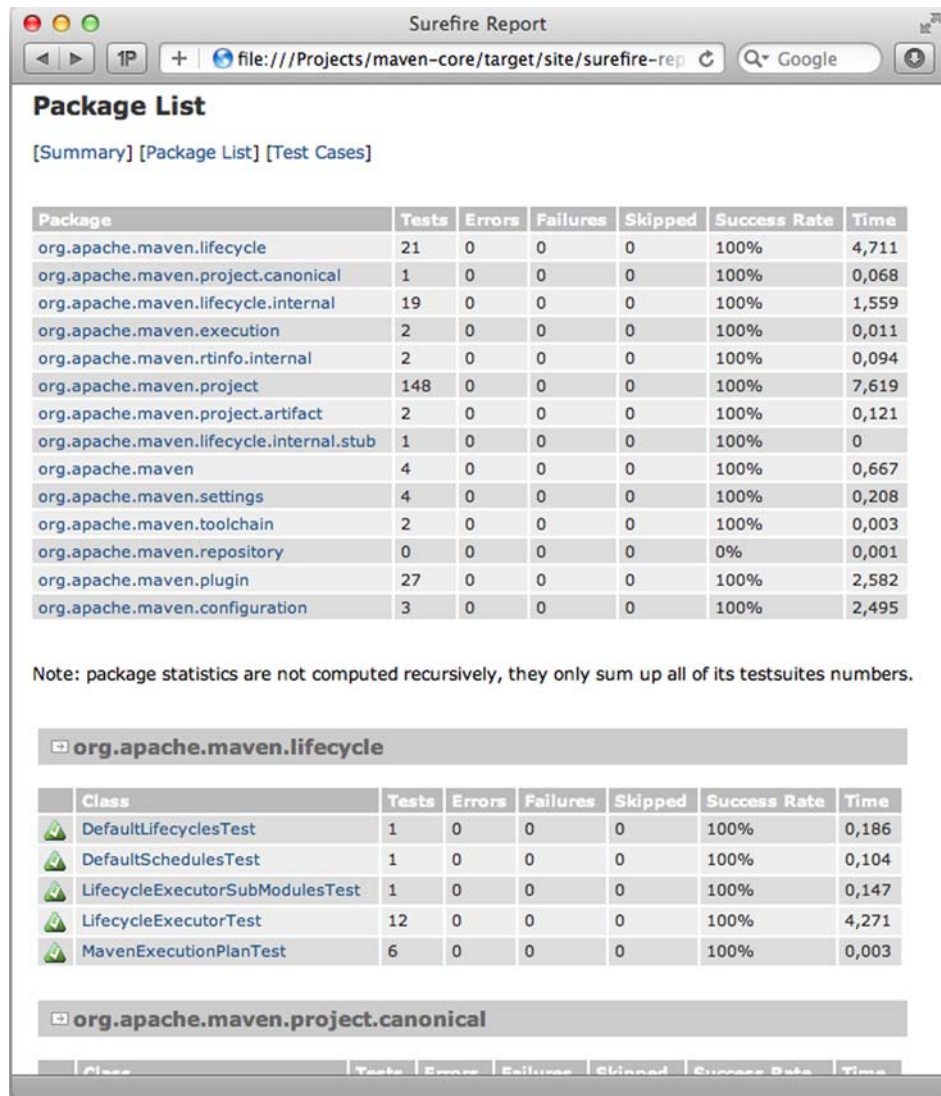 Surefire Report
1P + file:///Projects/maven-core/target/site/surefire-rep Google
Package List
[Summary] [Package List] [Test Cases]
Package Tests Errors Failures Skipped Success Rate Time
org.apache.maven.lifecycle 21 0 0 0 100% 4,711
org.apache.maven.project.canonical 1 0 0 0 100% 0,068
org.apache.maven.lifecycle.internal 19 0 0 0 100% 1,559
org.apache.maven.execution 2 0 0 0 100% 0,011
org.apache.maven.rtinfo.internal 2 0 0 0 100% 0,094
org.apache.maven.project 148 0 0 0 100% 7,619
org.apache.maven.project.artifact 2 0 0 0 100% 0,121
org.apache.maven.lifecycle.internal.stub 1 0 0 0 100% 0
org.apache.maven 4 0 0 0 100% 0,667
org.apache.maven.settings 4 0 0 0 100% 0,208
org.apache.maven.toolchain 2 0 0 0 100% 0,003
org.apache.maven.repository 0 0 0 0 0% 0,001
org.apache.maven.plugin 27 0 0 0 100% 2,582
org.apache.maven.configuration 3 0 0 0 100% 2,495
Note: package statistics are not computed recursively, they only sum up all of its testsuites numbers.
org.apache.maven.lifecycle
Class Tests Errors Failures Skipped Success Rate Time
DefaultLifecyclesTest 1 0 0 0 100% 0,186
DefaultSchedulesTest 1 0 0 0 100% 0,104
LifecycleExecutorSubModulesTest 1 0 0 0 100% 0,147
LifecycleExecutorTest 12 0 0 0 100% 4,271
MavenExecutionPlanTest 6 0 0 0 100% 0,003
org.apache.maven.project.canonical
Class Tests Errors Failures Skipped Success Rate Time